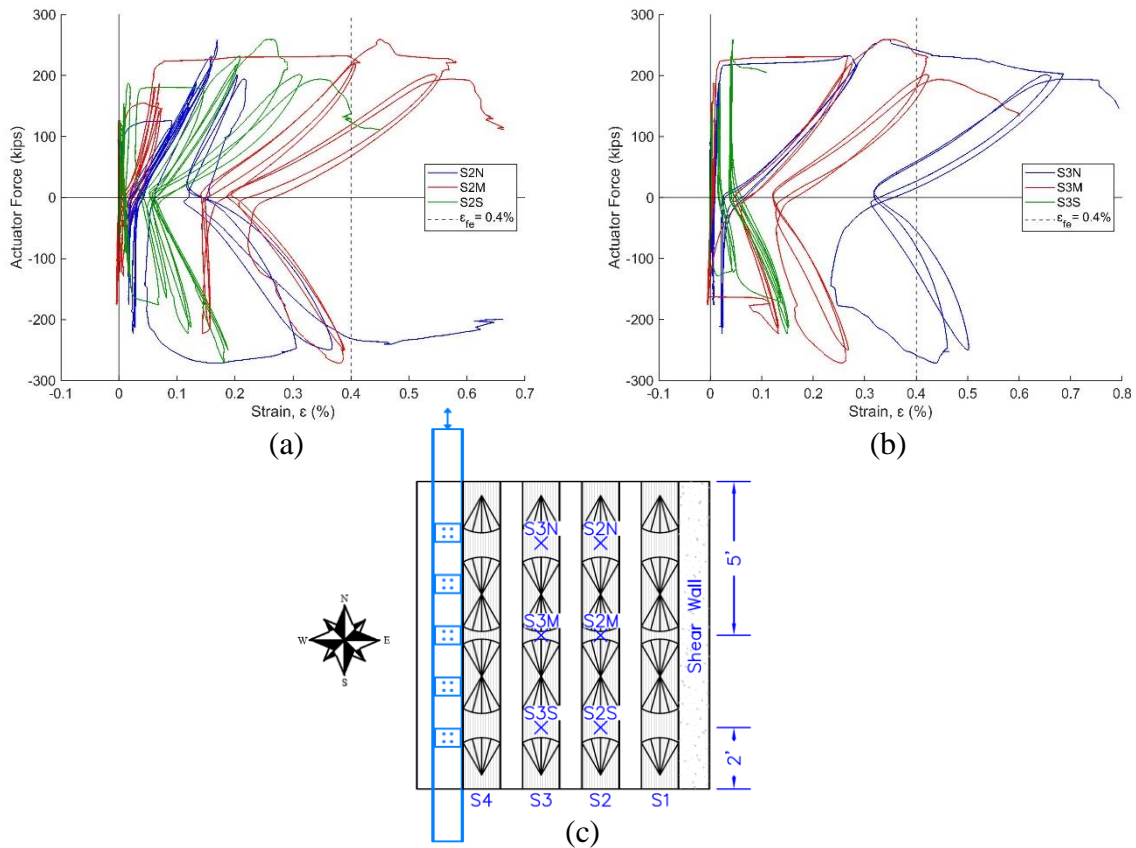 300
200
100
0
-100
-200
-300
Actuator Force (kips)
S2N
S2M
S2S
ε_fe = 0.4%
-0.1 0 0.1 0.2 0.3 0.4 0.5 0.6 0.7
Strain, ε (%)
(a)
300
200
100
0
-100
-200
-300
Actuator Force (kips)
S3N
S3M
S3S
ε_fe = 0.4%
-0.1 0 0.1 0.2 0.3 0.4 0.5 0.6 0.7 0.8
Strain, ε (%)
(b)
N
W E
S
S3N S2N
S3M S2M
S3S S2S
Shear Wall
5'
2'
S4 S3 S2 S1
(c)